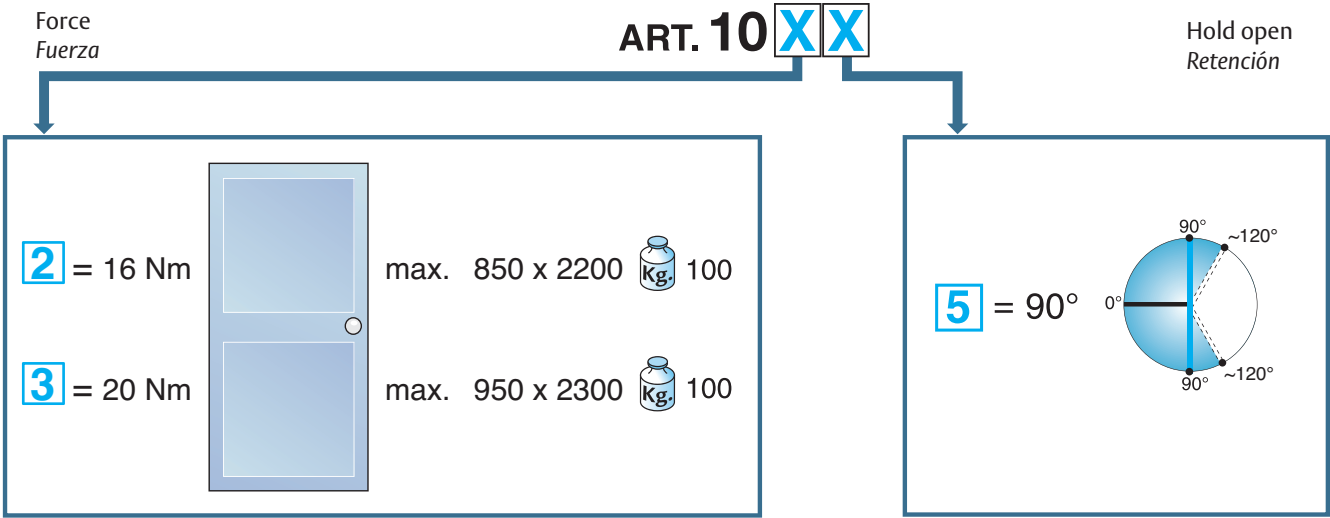 Force
Fuerza
ART. 10 X X
Hold open
Retención
2 = 16 Nm
max. 850 x 2200 Kg. 100
3 = 20 Nm
max. 950 x 2300 Kg. 100
5 = 90°
90°
~120°
0°
90°
~120°